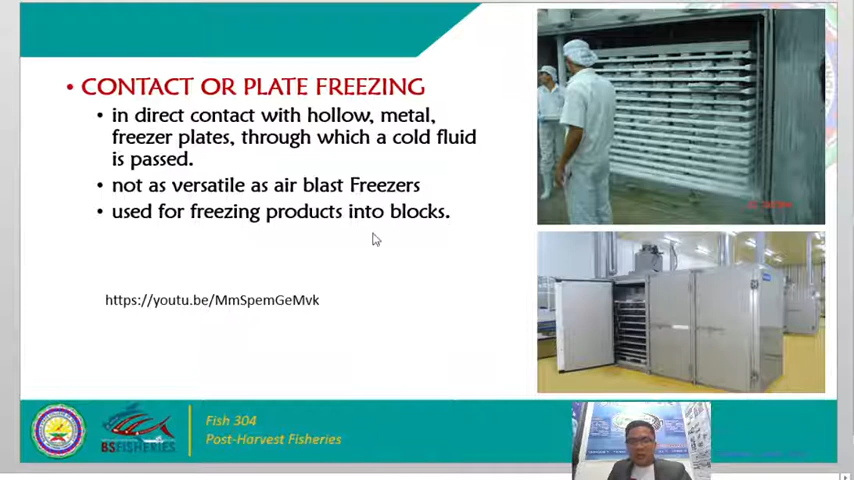 • CONTACT OR PLATE FREEZING
• in direct contact with hollow, metal,
freezer plates, through which a cold fluid
is passed.
• not as versatile as air blast Freezers
• used for freezing products into blocks.
https://youtu.be/MmSpemGeMvk
BSFISHERIES
Fish 304
Post-Harvest Fisheries